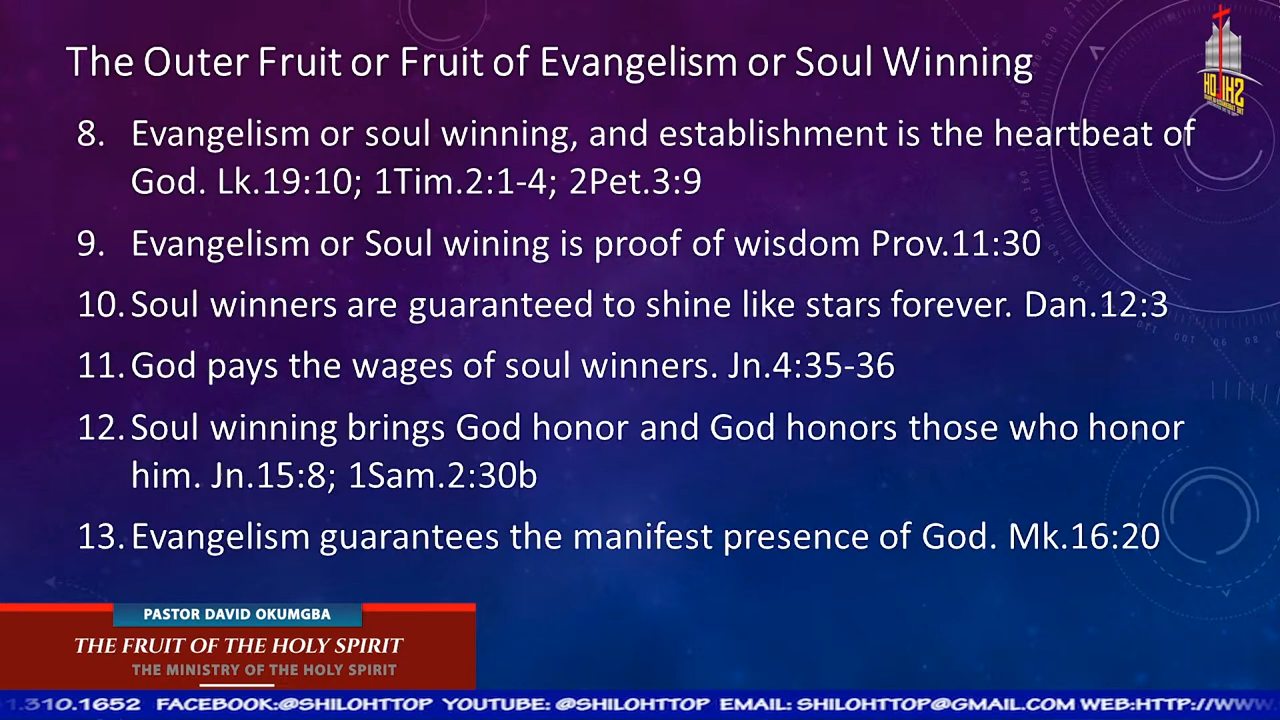 The Outer Fruit or Fruit of Evangelism or Soul Winning
8. Evangelism or soul winning, and establishment is the heartbeat of
God. Lk.19:10; 1Tim.2:1-4; 2Pet.3:9
9. Evangelism or Soul wining is proof of wisdom Prov.11:30
10. Soul winners are guaranteed to shine like stars forever. Dan.12:3
11. God pays the wages of soul winners. Jn.4:35-36
12. Soul winning brings God honor and God honors those who honor
him. Jn.15:8; 1Sam.2:30b
13. Evangelism guarantees the manifest presence of God. Mk.16:20
PASTOR DAVID OKUMGBA
THE FRUIT OF THE HOLY SPIRIT
THE MINISTRY OF THE HOLY SPIRIT
1.310.1652 FACEBOOK:@SHILOHTTOP YOUTUBE: @SHILOHTTOP EMAIL: SHILOHTTOP@GMAIL.COM WEB:HTTP://WWW.
SHILOH